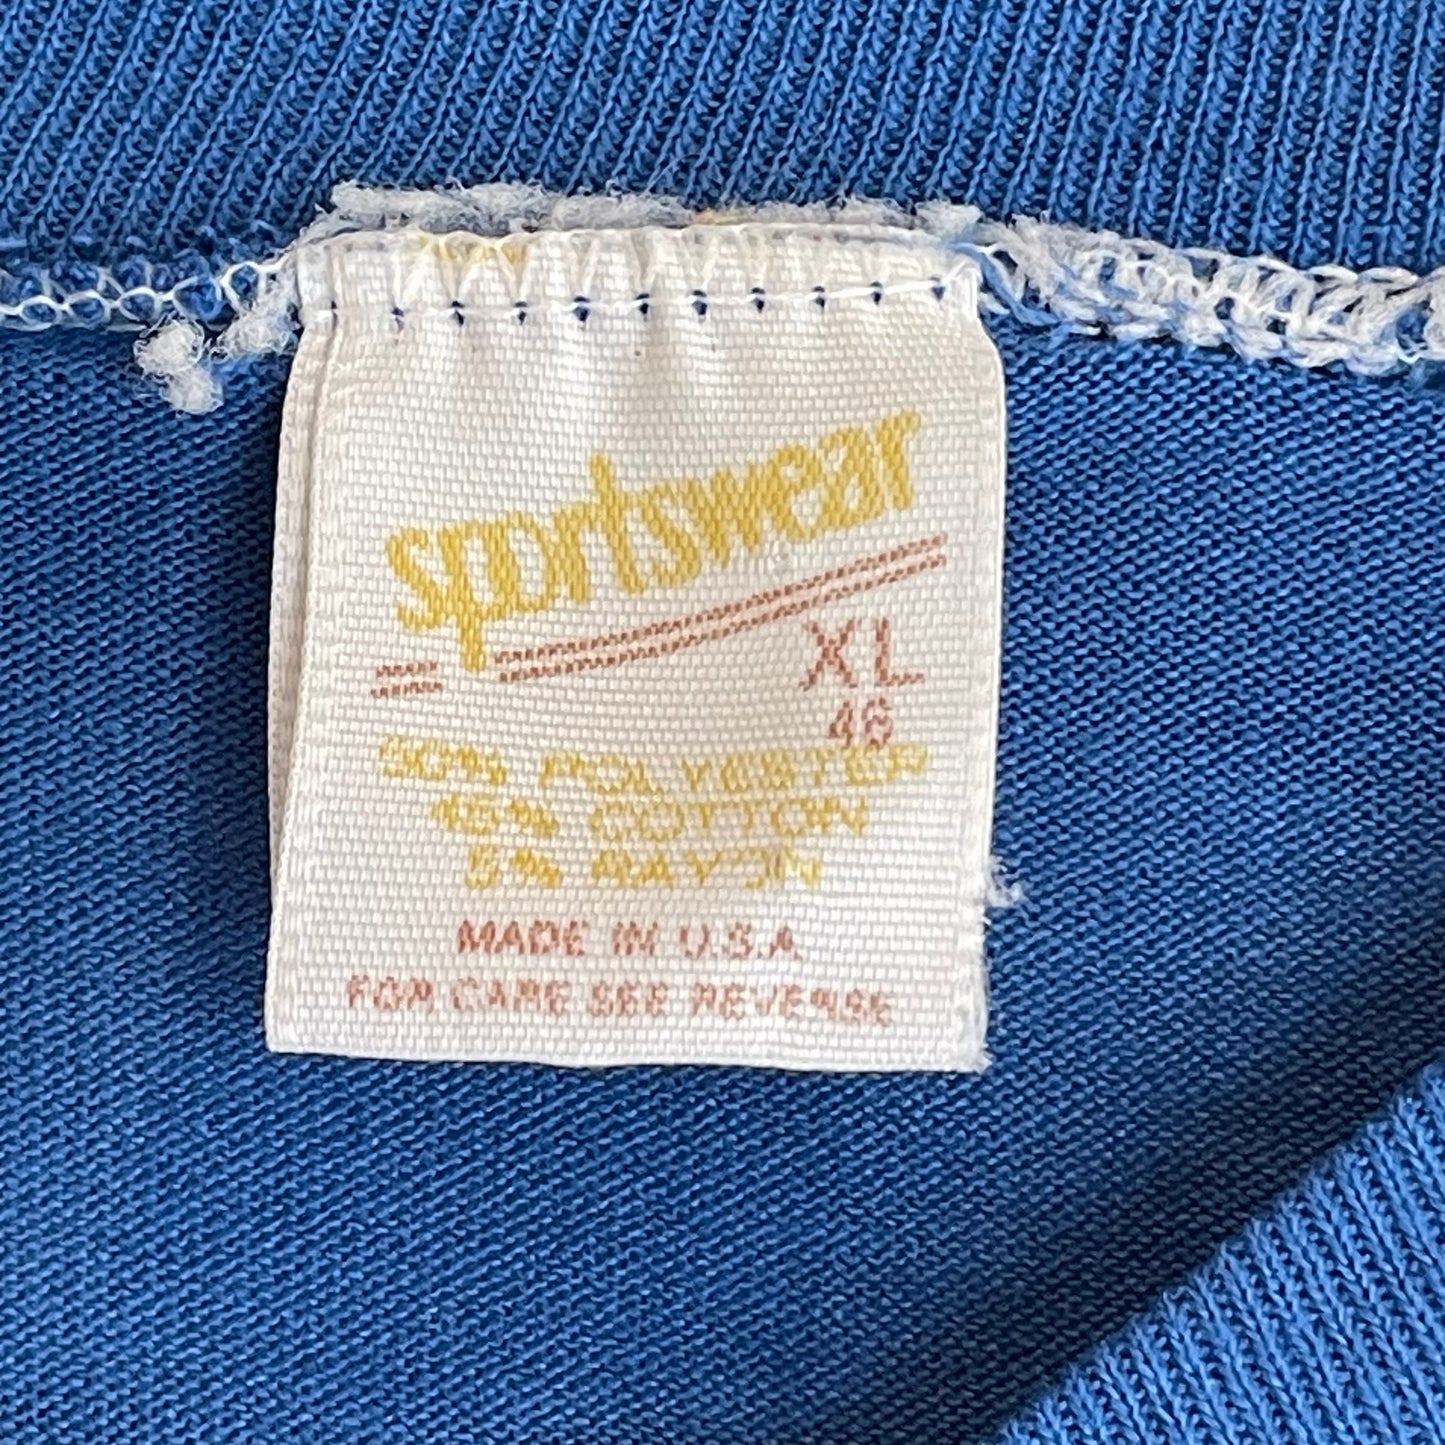 sportswear
XL
46
50% POLYESTER
45% COTTON
5% RAYON
MADE IN U.S.A
FOR CARE SEE REVERSE